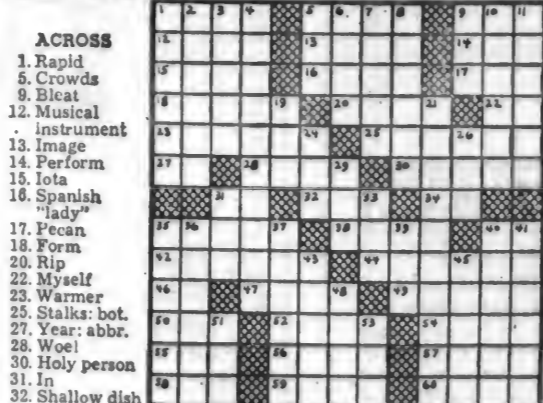 ACROSS
1. Rapid
5. Crowds
9. Bleat
12. Musical
instrument
13. Image
14. Perform
15. Iota
16. Spanish
"lady"
17. Pecan
18. Form
20. Rip
22. Myself
23. Warmer
25. Stalks: bot.
27. Year: abbr.
28. Woel
30. Holy person
31. In
32. Shallow dish
1 2 3 4 5 6 7 8 9 10 11
12 13 14
15 16 17
18 19 20 21 22
23 24 25 26
27 28 29 30
31 32 33 34
35 36 37 38 39 40 41
42 43 44 45
46 47 48 49
50 51 52 53 54
55 56 57
58 59 60